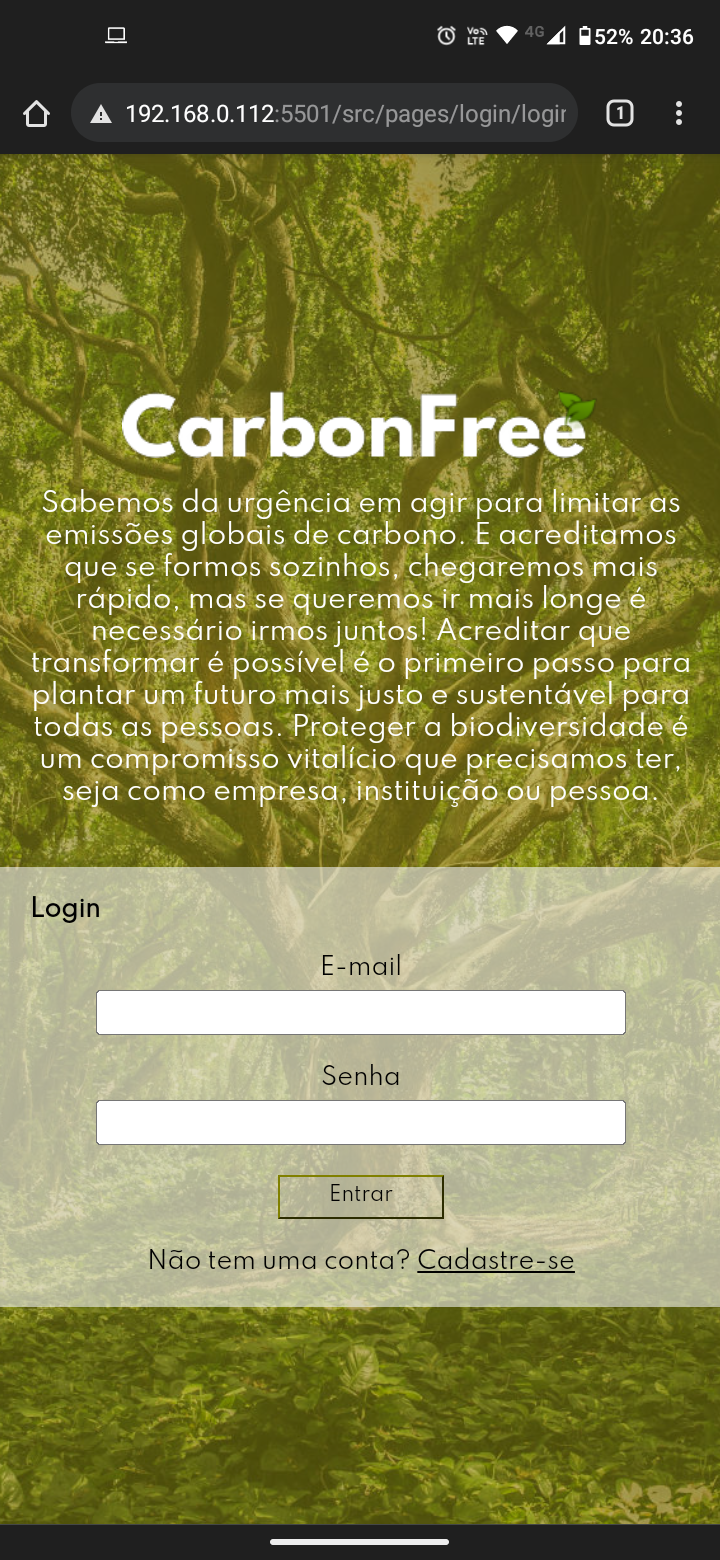 Vo))
LTE
4G
52% 20:36
192.168.0.112:5501/src/pages/login/login
1
CarbonFree
Sabemos da urgência em agir para limitar as
emissões globais de carbono. E acreditamos
que se formos sozinhos, chegaremos mais
rápido, mas se queremos ir mais longe é
necessário irmos juntos! Acreditar que
transformar é possível é o primeiro passo para
plantar um futuro mais justo e sustentável para
todas as pessoas. Proteger a biodiversidade é
um compromisso vitalício que precisamos ter,
seja como empresa, instituição ou pessoa.
Login
E-mail
Senha
Entrar
Não tem uma conta? Cadastre-se